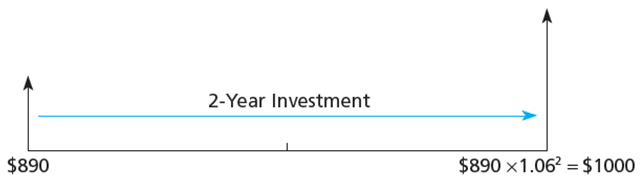 2-Year Investment
$890
$890 ×1.06² = $1000